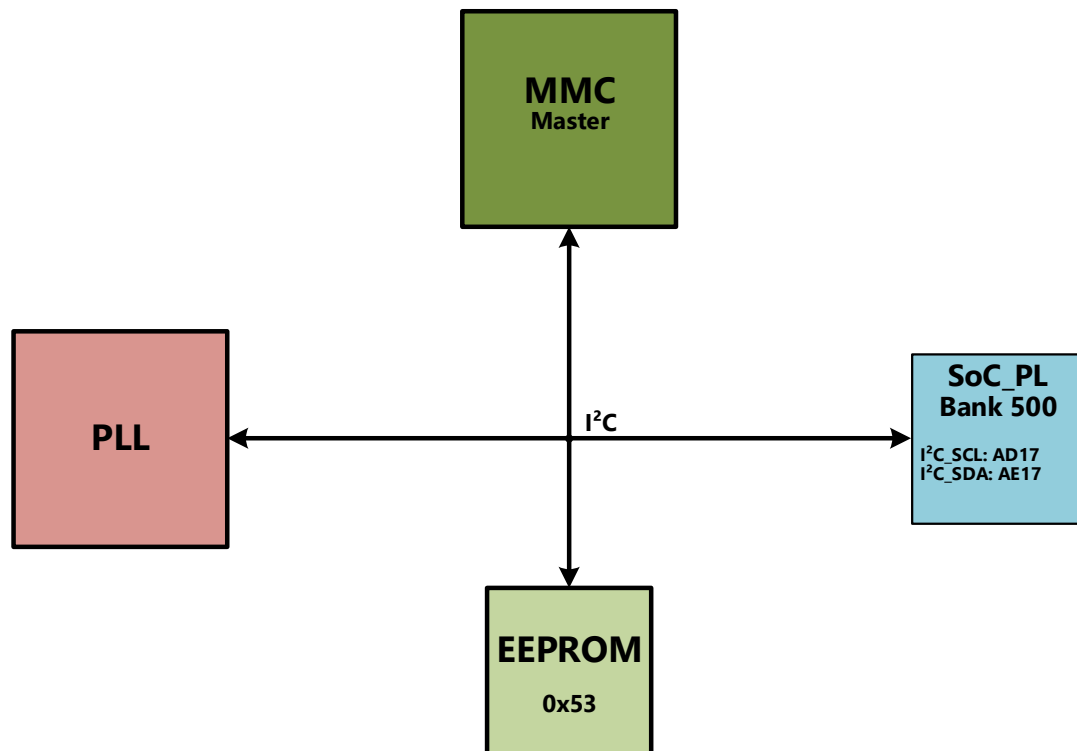 MMC
Master
PLL
I²C
SoC_PL
Bank 500
I²C_SCL: AD17
I²C_SDA: AE17
EEPROM
0x53